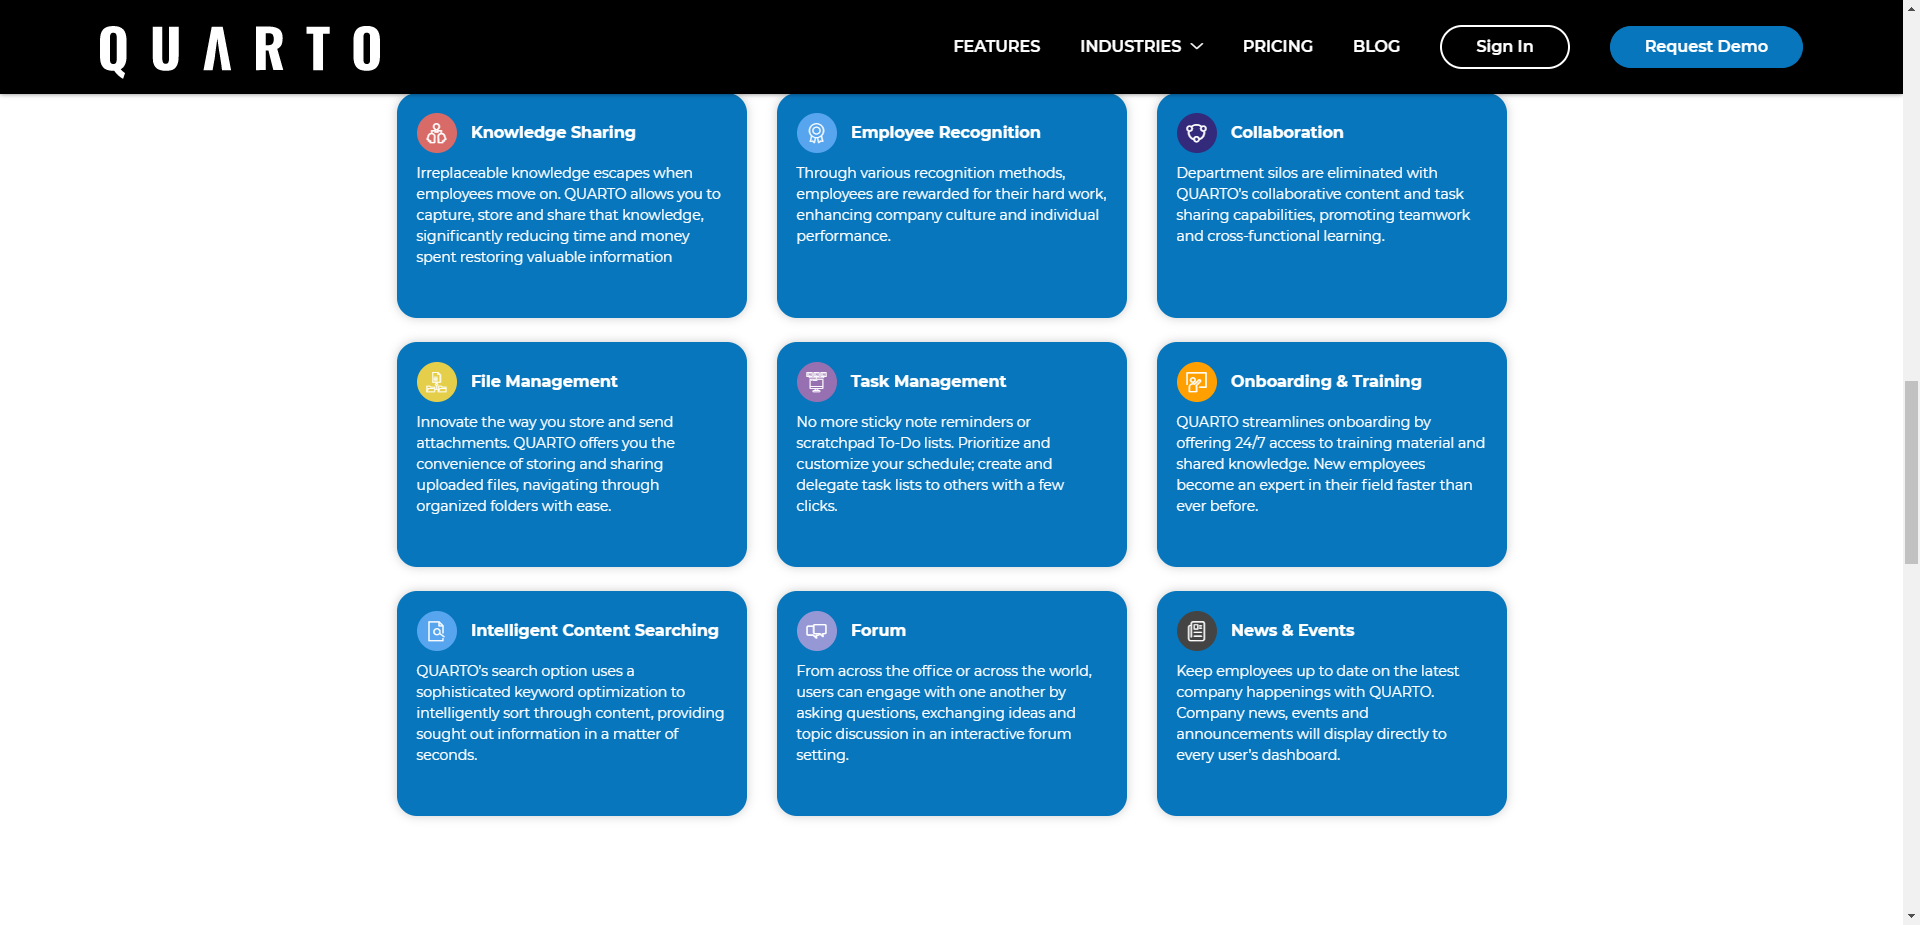 QUARTO
FEATURES
INDUSTRIES
PRICING
BLOG
Sign In
Request Demo
Knowledge Sharing
Irreplaceable knowledge escapes when
employees move on. QUARTO allows you to
capture, store and share that knowledge,
significantly reducing time and money
spent restoring valuable information
Employee Recognition
Through various recognition methods,
employees are rewarded for their hard work,
enhancing company culture and individual
performance.
Collaboration
Department silos are eliminated with
QUARTO's collaborative content and task
sharing capabilities, promoting teamwork
and cross-functional learning.
File Management
Innovate the way you store and send
attachments. QUARTO offers you the
convenience of storing and sharing
uploaded files, navigating through
organized folders with ease.
Task Management
No more sticky note reminders or
scratchpad To-Do lists. Prioritize and
customize your schedule; create and
delegate task lists to others with a few
clicks.
Onboarding & Training
QUARTO streamlines onboarding by
offering 24/7 access to training material and
shared knowledge. New employees
become an expert in their field faster than
ever before.
Intelligent Content Searching
QUARTO's search option uses a
sophisticated keyword optimization to
intelligently sort through content, providing
sought out information in a matter of
seconds.
Forum
From across the office or across the world,
users can engage with one another by
asking questions, exchanging ideas and
topic discussion in an interactive forum
setting.
News & Events
Keep employees up to date on the latest
company happenings with QUARTO.
Company news, events and
announcements will display directly to
every user's dashboard.